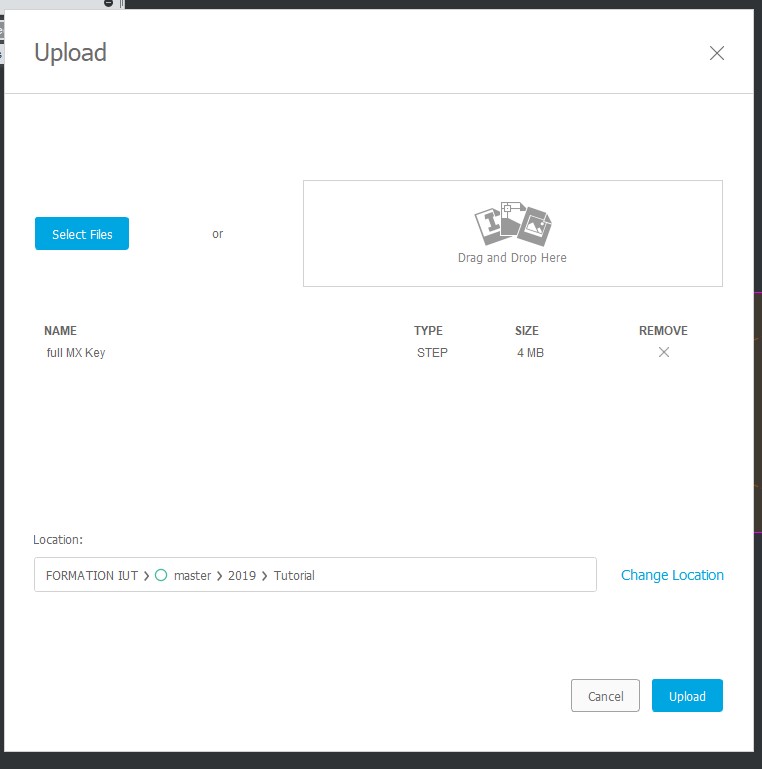 Upload
Select Files
or
Drag and Drop Here
NAME TYPE SIZE REMOVE
full MX Key STEP 4 MB
Location:
FORMATION IUT > master > 2019 > Tutorial
Change Location
Cancel Upload